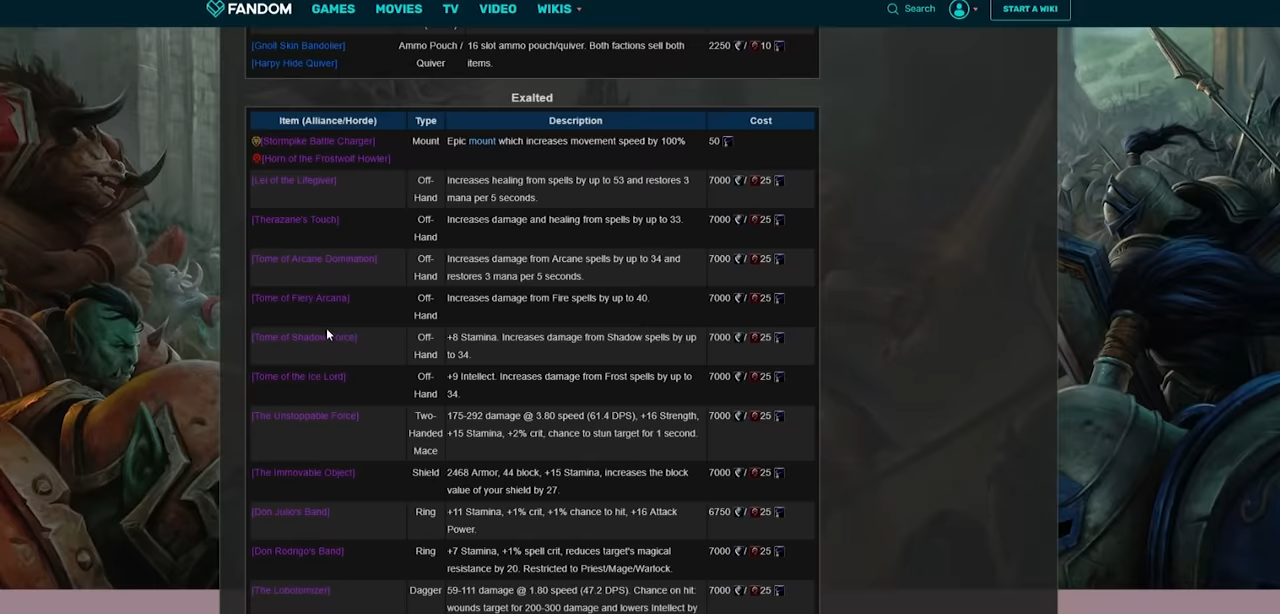 FANDOM GAMES MOVIES TV VIDEO WIKIS Search START A WIKI
[Gnoll Skin Bandolier] Ammo Pouch / 16 slot ammo pouch/quiver. Both factions sell both 2250 / 10
[Harpy Hide Quiver] Quiver items.
Exalted
Item (Alliance/Horde) Type Description Cost
[Stormpike Battle Charger] Mount Epic mount which increases movement speed by 100% 50
[Horn of the Frostwolf Howler]
[Lei of the Lifegiver] Off- Increases healing from spells by up to 53 and restores 3 7000 / 25
Hand mana per 5 seconds.
[Therazane's Touch] Off- Increases damage and healing from spells by up to 33. 7000 / 25
Hand
[Tome of Arcane Domination] Off- Increases damage from Arcane spells by up to 34 and 7000 / 25
Hand restores 3 mana per 5 seconds.
[Tome of Fiery Arcana] Off- Increases damage from Fire spells by up to 40. 7000 / 25
Hand
[Tome of Shadow Force] Off- +8 Stamina. Increases damage from Shadow spells by up 7000 / 25
Hand to 34.
[Tome of the Ice Lord] Off- +9 Intellect. Increases damage from Frost spells by up to 7000 / 25
Hand 34.
[The Unstoppable Force] Two- 175-292 damage @ 3.80 speed (61.4 DPS), +16 Strength, 7000 / 25
Handed +15 Stamina, +2% crit, chance to stun target for 1 second.
Mace
[The Immovable Object] Shield 2468 Armor, 44 block, +15 Stamina, increases the block 7000 / 25
value of your shield by 27.
[Don Julio's Band] Ring +11 Stamina, +1% crit, +1% chance to hit, +16 Attack 6750 / 25
Power.
[Don Rodrigo's Band] Ring +7 Stamina, +1% spell crit, reduces target's magical 7000 / 25
resistance by 20. Restricted to Priest/Mage/Warlock.
[The Lobotomizer] Dagger 59-111 damage @ 1.80 speed (47.2 DPS). Chance on hit: 7000 / 25
wounds target for 200-300 damage and lowers Intellect by